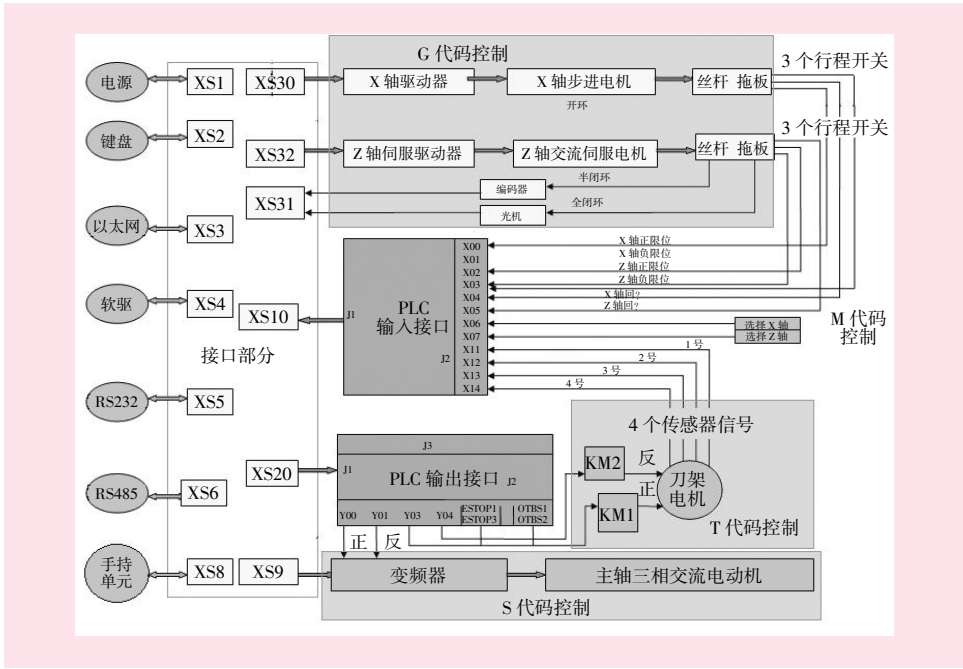 G 代码控制
3 个行程开关
电源
XS1
XS30
X 轴驱动器
X 轴步进电机
丝杆 拖板
开环
3 个行程开关
键盘
XS2
XS32
Z 轴伺服驱动器
Z 轴交流伺服电机
丝杆 拖板
半闭环
编码器
XS31
全闭环
光机
以太网
XS3
X00
X 轴正限位
X01
X 轴负限位
X02
Z 轴正限位
X03
Z 轴负限位
X04
X 轴回?
X05
Z 轴回?
X06
选择 X 轴
X07
选择 Z 轴
X11
1 号
X12
2 号
X13
3 号
X14
4 号
PLC
输入接口
J1
J2
M 代码
控制
软驱
XS4
XS10
接口部分
RS232
XS5
4 个传感器信号
J3
XS20
J1
PLC 输出接口
J2
KM2
反
刀架
电机
正
KM1
T 代码控制
RS485
XS6
Y00
Y01
Y03
Y04
ESTOP1
ESTOP3
OTBS1
OTBS2
正
反
手持
单元
XS8
XS9
变频器
主轴三相交流电动机
S 代码控制